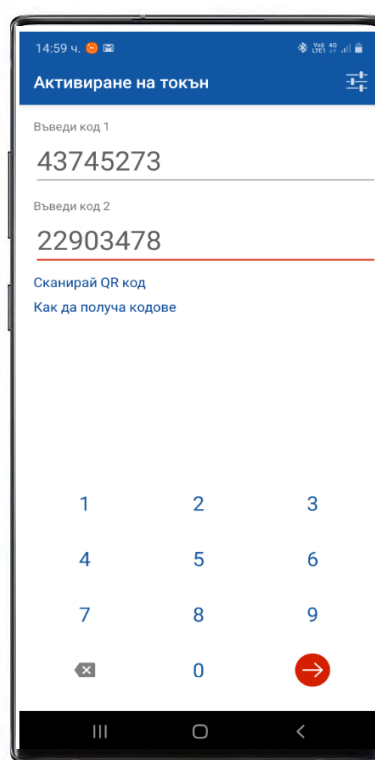 14:59 ч.
Активиране на токън
Въведи код 1
43745273
Въведи код 2
22903478
Сканирай QR код
Как да получа кодове
1 2 3
4 5 6
7 8 9
0